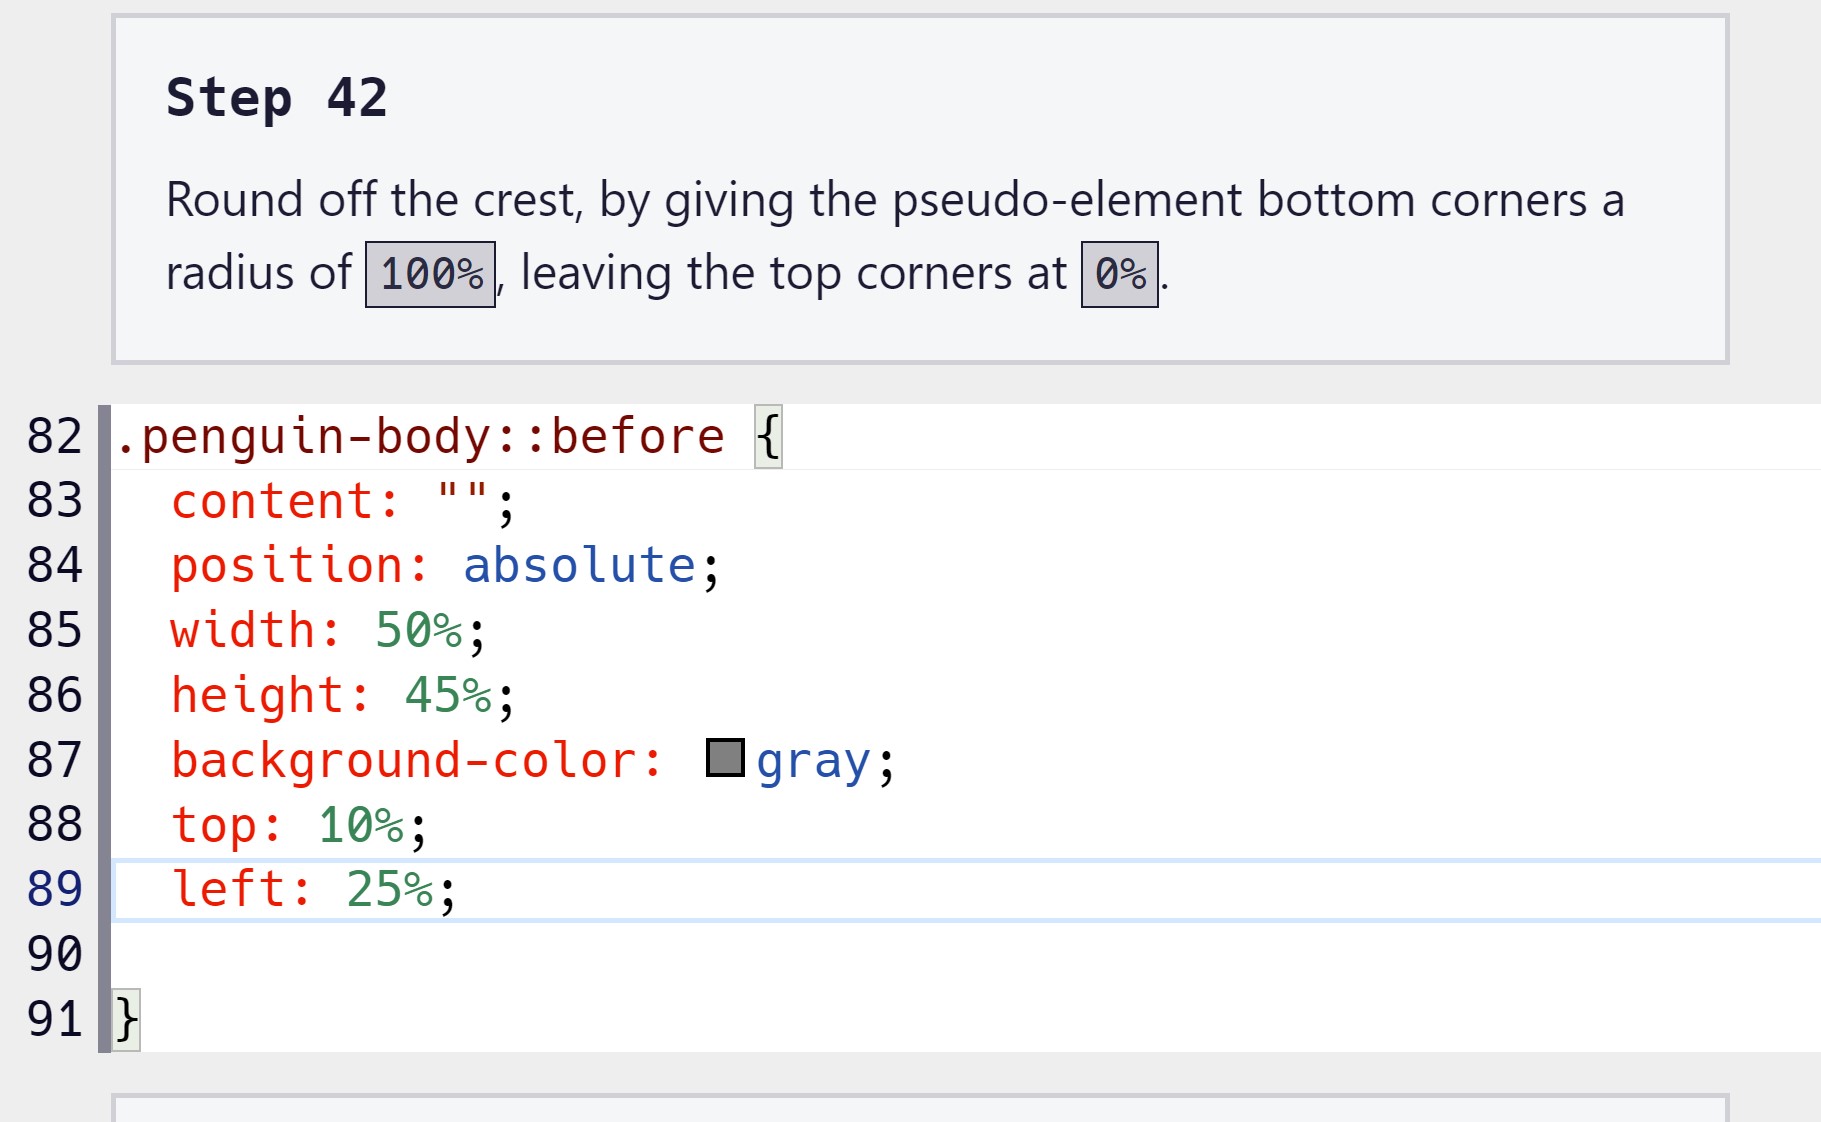 Step 42
Round off the crest, by giving the pseudo-element bottom corners a
radius of 100%, leaving the top corners at 0%.
82 .penguin-body::before {
83   content: "";
84   position: absolute;
85   width: 50%;
86   height: 45%;
87   background-color: gray;
88   top: 10%;
89   left: 25%;
90
91 }